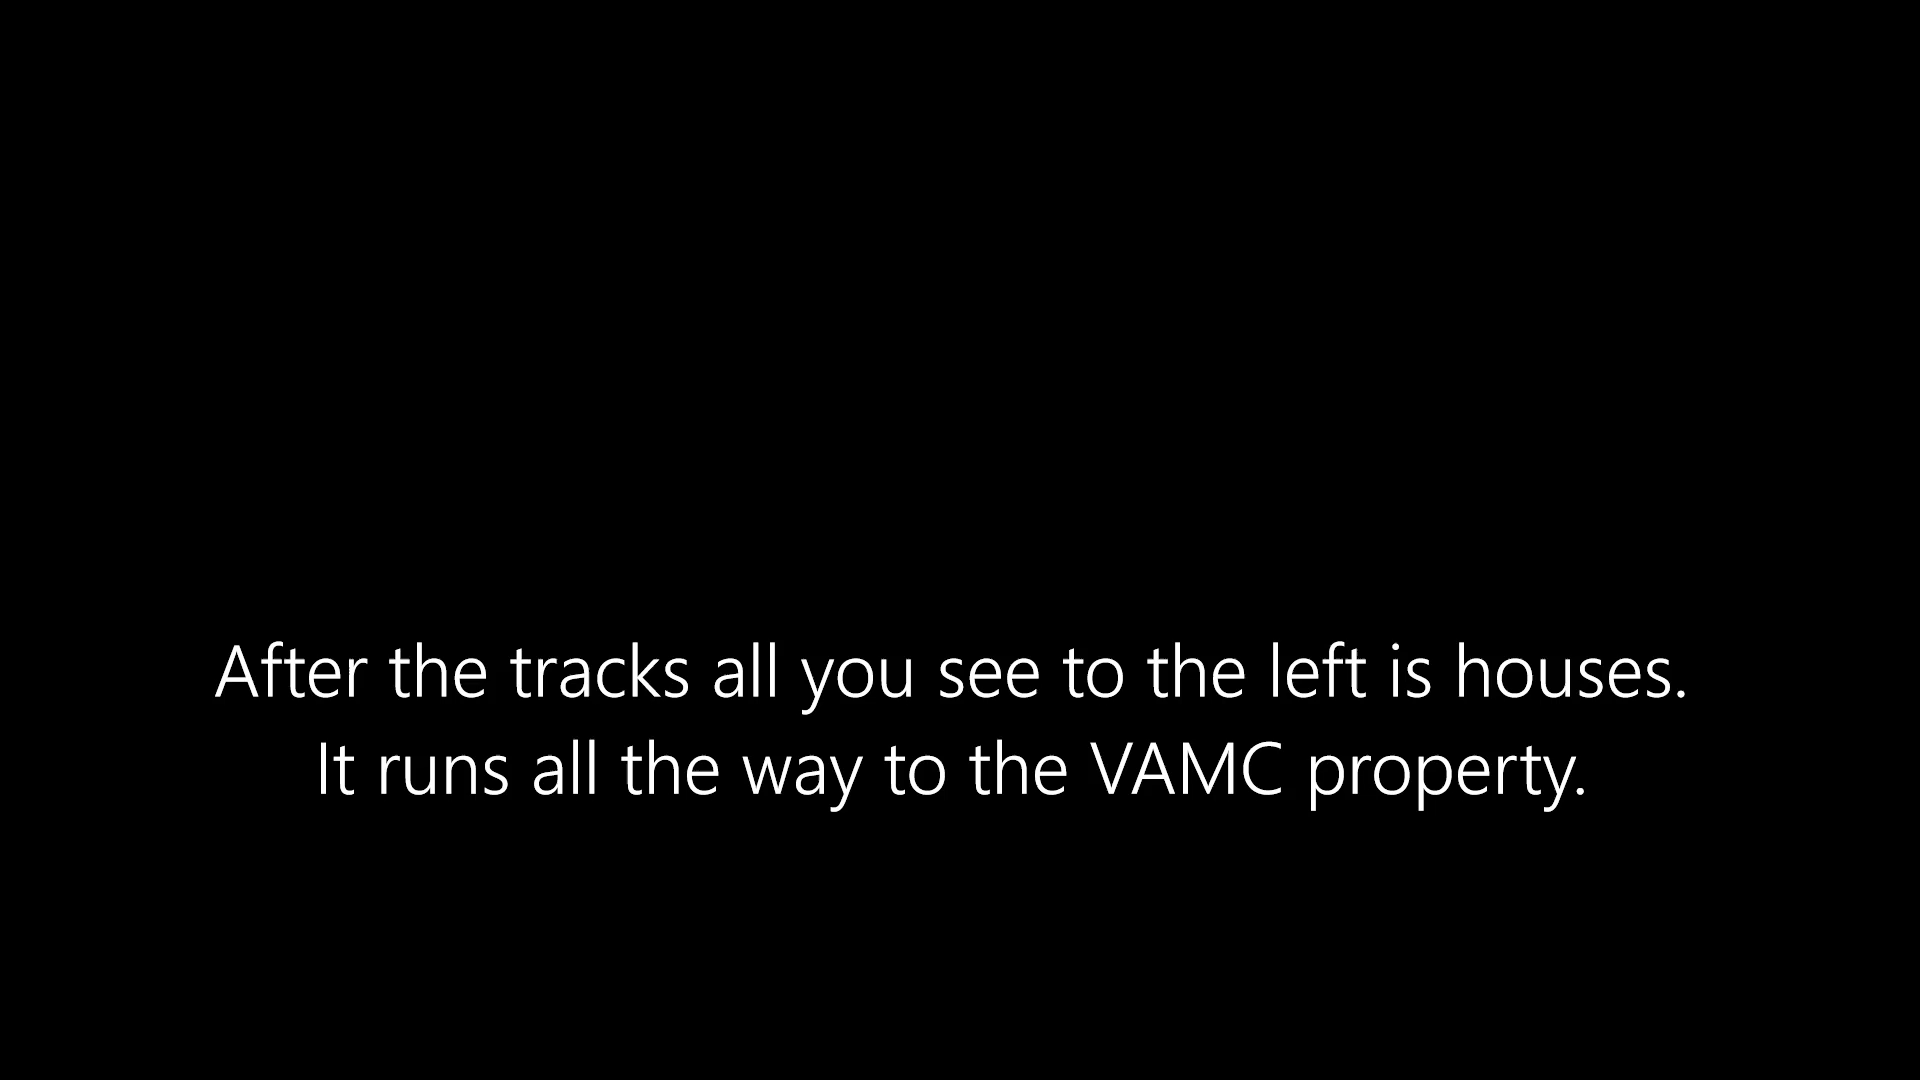 After the tracks all you see to the left is houses.
It runs all the way to the VAMC property.